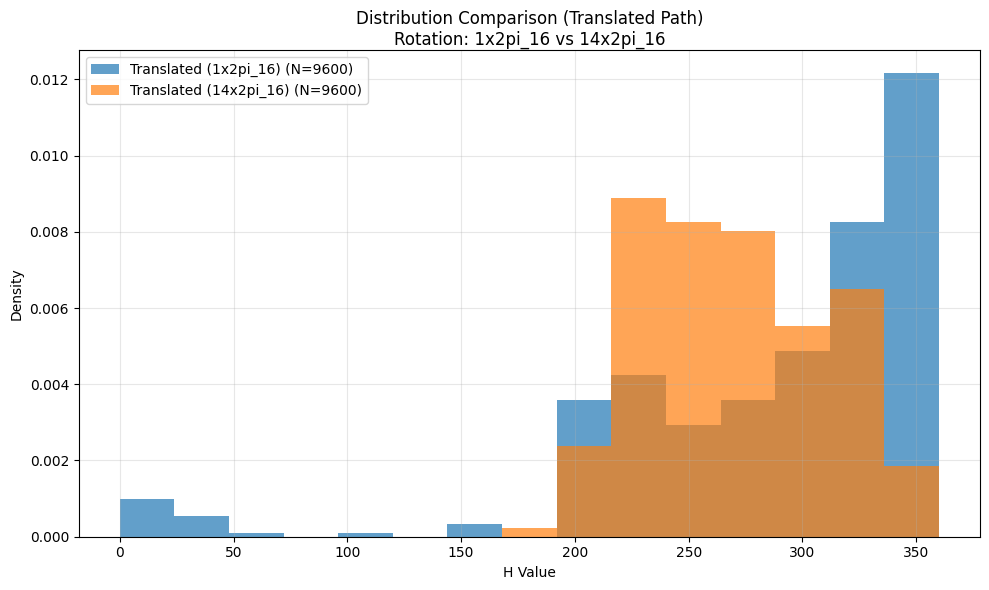 Distribution Comparison (Translated Path)
Rotation: 1x2pi_16 vs 14x2pi_16
Translated (1x2pi_16) (N=9600)
Translated (14x2pi_16) (N=9600)
0.012
0.010
0.008
0.006
0.004
0.002
0.000
Density
0 50 100 150 200 250 300 350
H Value